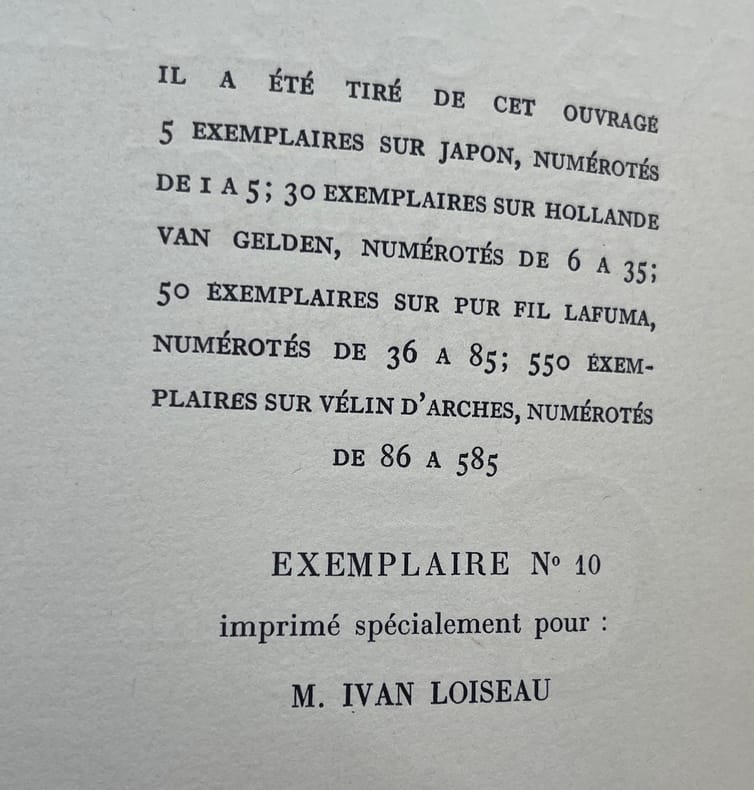 IL A ÉTÉ TIRÉ DE CET OUVRAGE
5 EXEMPLAIRES SUR JAPON, NUMÉROTÉS
DE I A 5; 30 EXEMPLAIRES SUR HOLLANDE
VAN GELDEN, NUMÉROTÉS DE 6 A 35;
50 EXEMPLAIRES SUR PUR FIL LAFUMA,
NUMÉROTÉS DE 36 A 85; 550 EXEM-
PLAIRES SUR VÉLIN D'ARCHES, NUMÉROTÉS
DE 86 A 585
EXEMPLAIRE Nº 10
imprimé spécialement pour :
M. IVAN LOISEAU